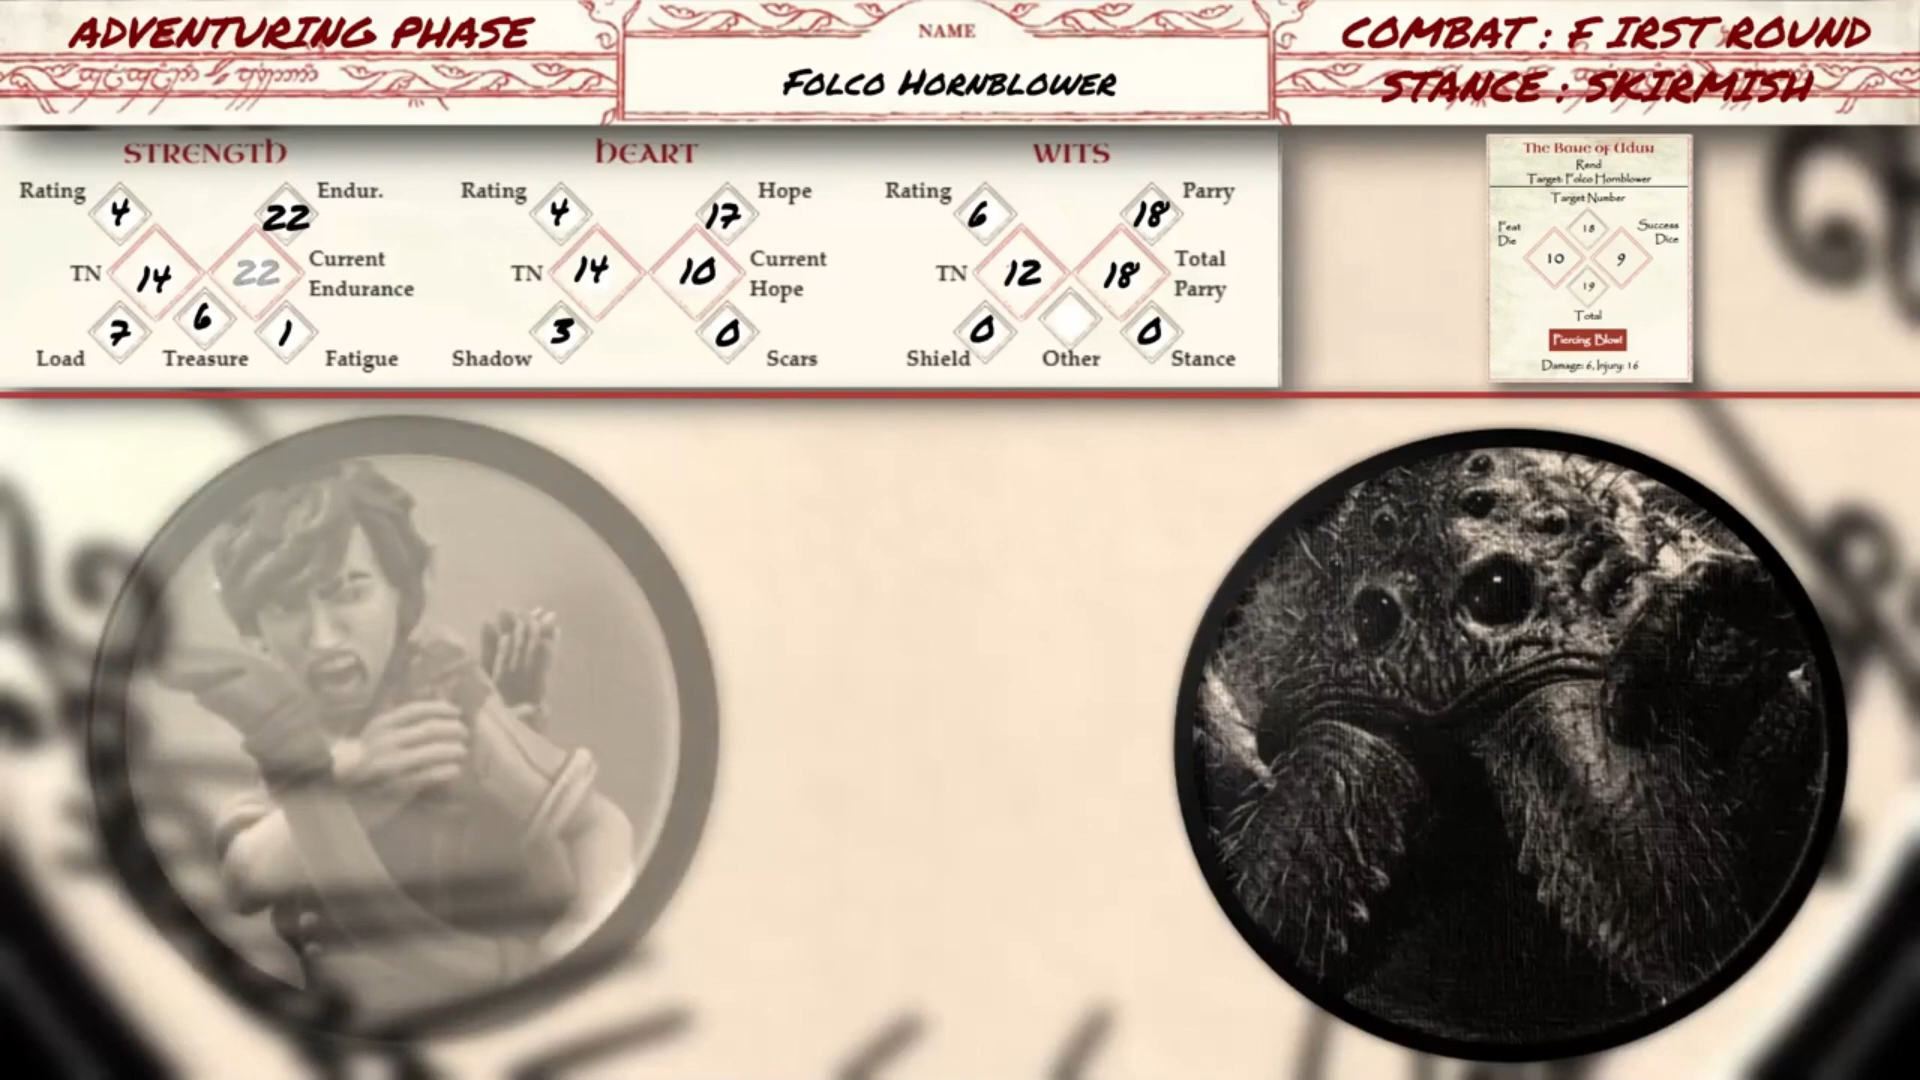 ADVENTURING PHASE
NAME
FOLCO HORNBLOWER
COMBAT : FIRST ROUND
STANCE : SKIRMISH
STRENGTH
Rating 4
22 Endur.
TN 14
22 Current Endurance
7 Load
6 Treasure
1 Fatigue
HEART
Rating 4
17 Hope
TN 14
10 Current Hope
3 Shadow
0 Scars
WITS
Rating 6
18 Parry
TN 12
18 Total Parry
0 Shield
Other
0 Stance
The Bane of Udun
Rend
Target: Folco Hornblower
Target Number
18
Feat Die 10
9 Success Dice
19
Total
Piercing Blow!
Damage: 6, Injury: 16